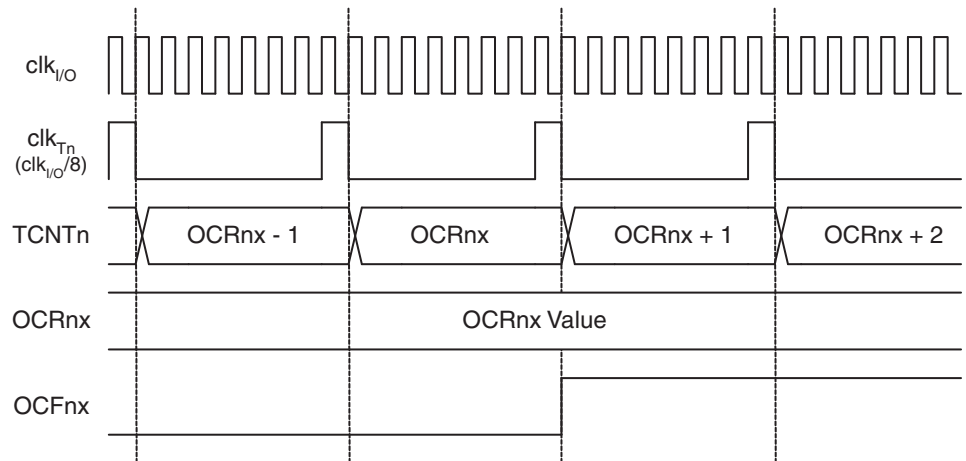 clkI/O
clkTn
(clkI/O/8)
TCNTn
OCRnx - 1
OCRnx
OCRnx + 1
OCRnx + 2
OCRnx
OCRnx Value
OCFnx